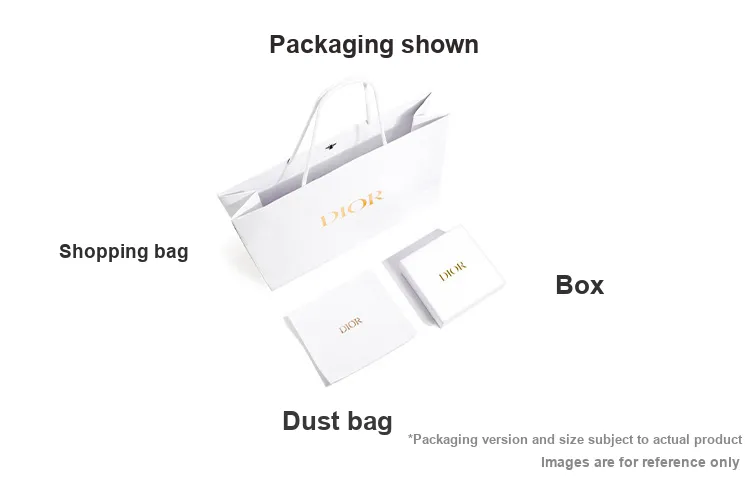 Packaging shown
DIOR
Shopping bag
DIOR
Box
DIOR
Dust bag
*Packaging version and size subject to actual product
Images are for reference only